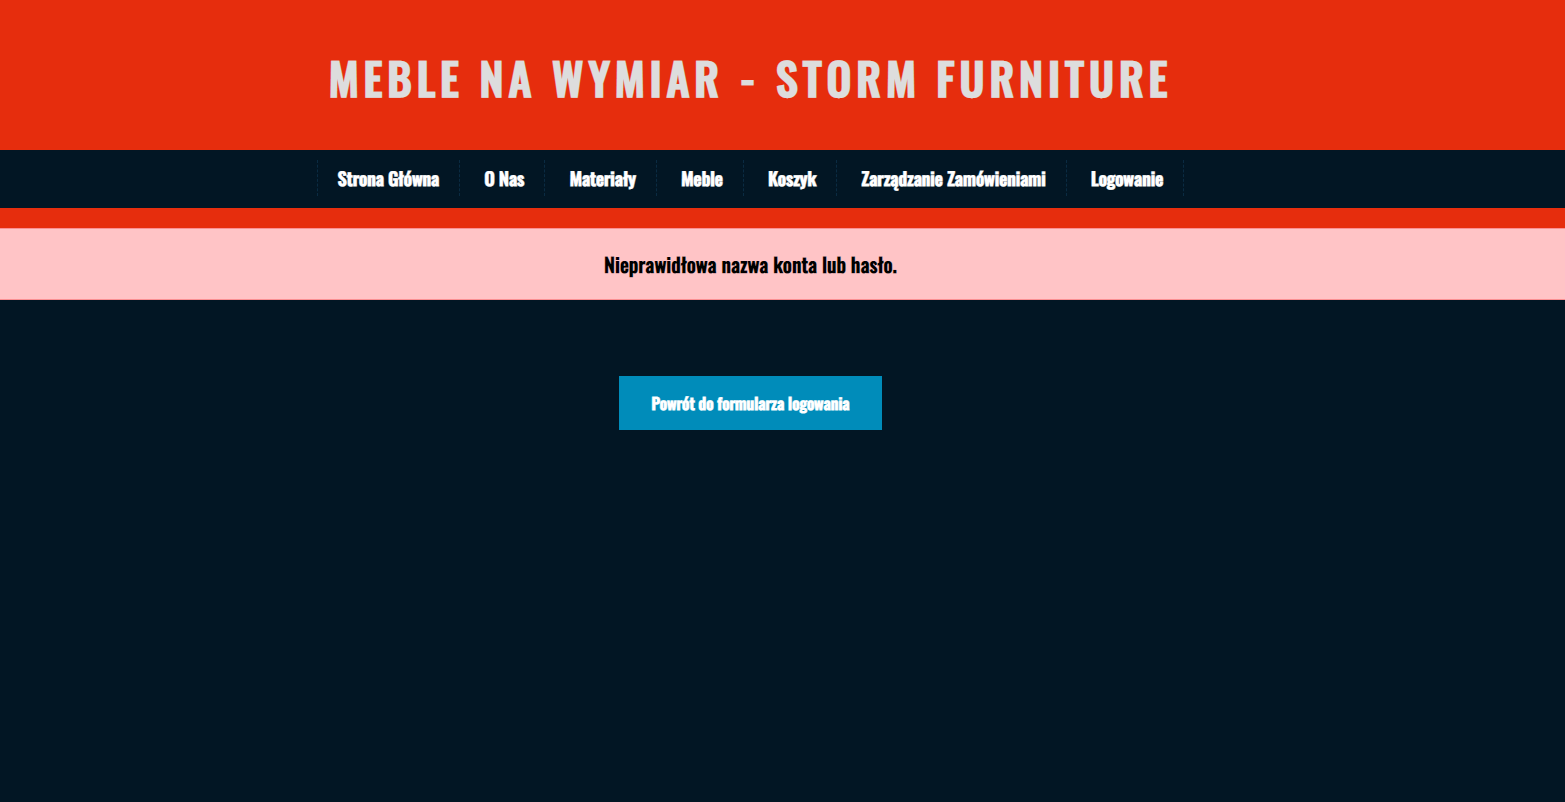 MEBLE NA WYMIAR - STORM FURNITURE
Strona Główna O Nas Materiały Meble Koszyk Zarządzanie Zamówieniami Logowanie
Nieprawidłowa nazwa konta lub hasło.
Powrót do formularza logowania